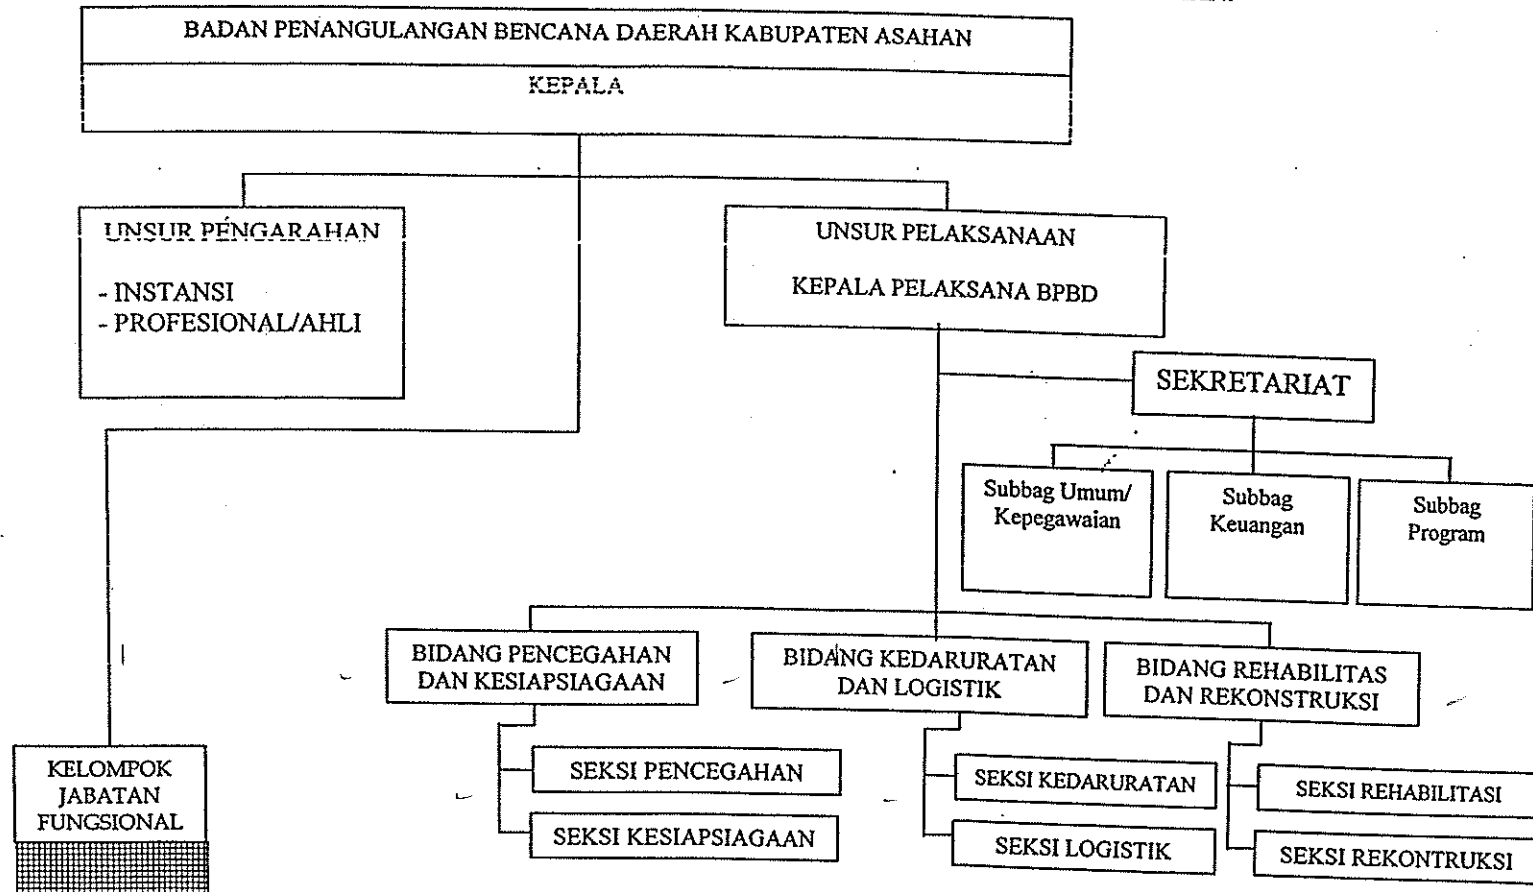 BADAN PENANGULANGAN BENCANA DAERAH KABUPATEN ASAHAN
KEPALA
UNSUR PENGARAHAN
- INSTANSI
- PROFESIONAL/AHLI
UNSUR PELAKSANAAN
KEPALA PELAKSANA BPBD
SEKRETARIAT
Subbag Umum/
Kepegawaian
Subbag
Keuangan
Subbag
Program
BIDANG PENCEGAHAN
DAN KESIAPSIAGAAN
BIDANG KEDARURATAN
DAN LOGISTIK
BIDANG REHABILITAS
DAN REKONSTRUKSI
SEKSI PENCEGAHAN
SEKSI KESIAPSIAGAAN
SEKSI KEDARURATAN
SEKSI LOGISTIK
SEKSI REHABILITASI
SEKSI REKONTRUKSI
KELOMPOK
JABATAN
FUNGSIONAL